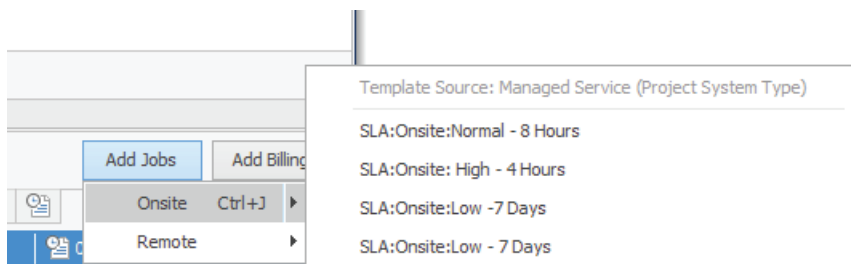 Template Source: Managed Service (Project System Type)
SLA:Onsite:Normal - 8 Hours
Add Jobs
Add Billing
SLA:Onsite: High - 4 Hours
Onsite Ctrl+J
SLA:Onsite:Low -7 Days
Remote
SLA:Onsite:Low - 7 Days